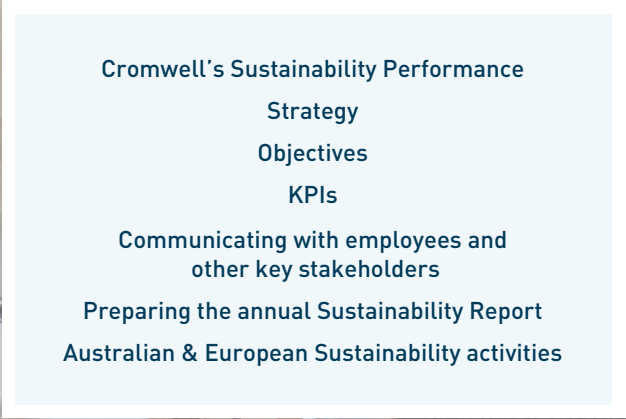 Cromwell’s Sustainability Performance
Strategy
Objectives
KPIs
Communicating with employees and
other key stakeholders
Preparing the annual Sustainability Report
Australian & European Sustainability activities